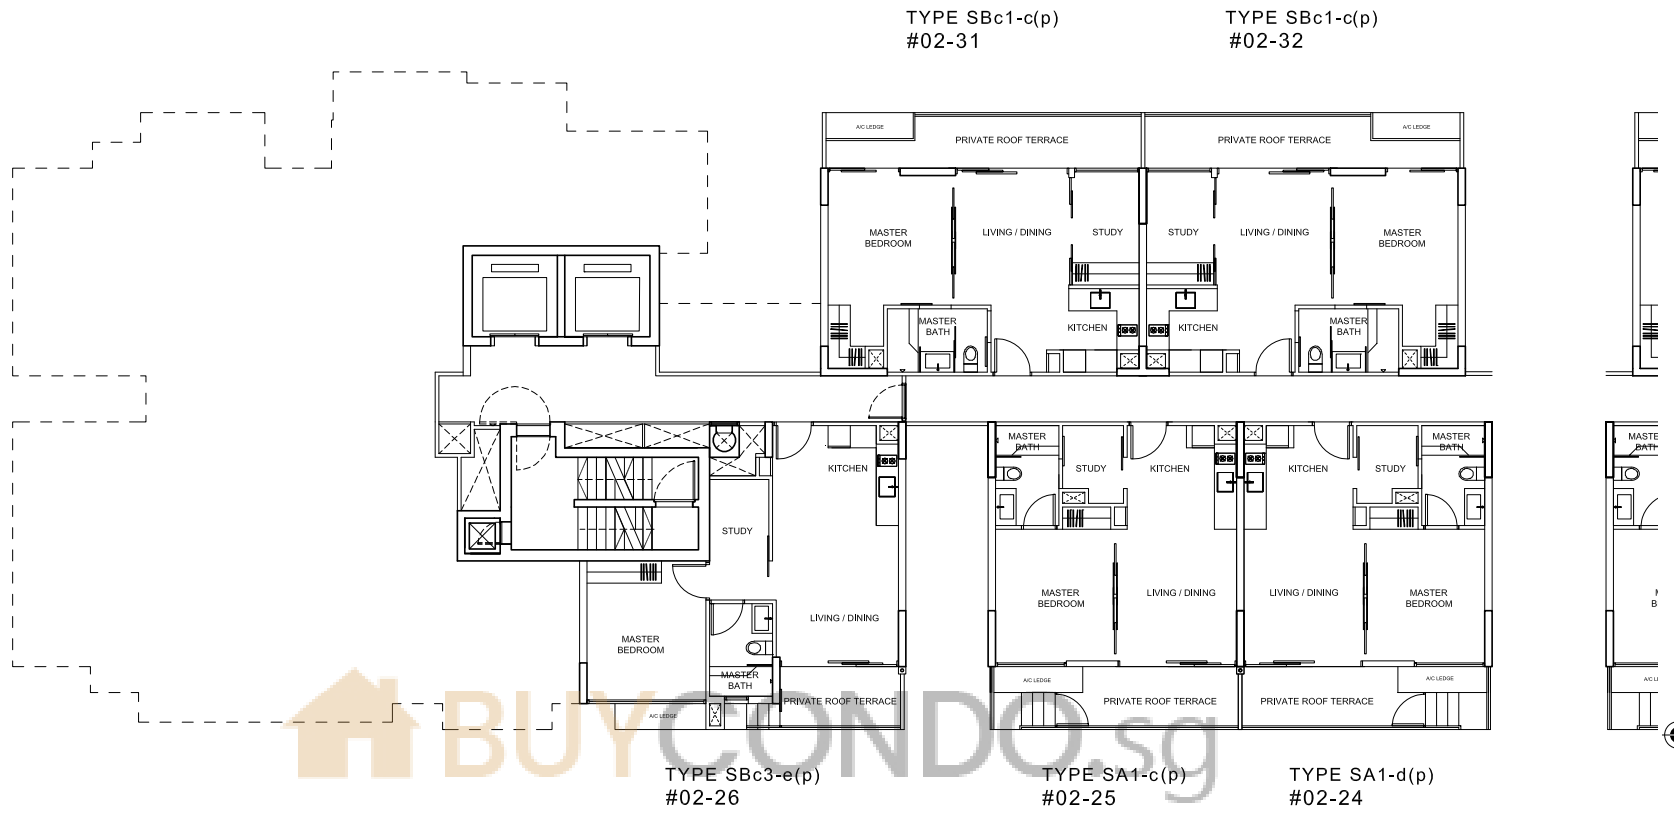 TYPE SBc1-c(p)
#02-31
TYPE SBc1-c(p)
#02-32
A/C LEDGE
PRIVATE ROOF TERRACE
PRIVATE ROOF TERRACE
A/C LEDGE
MASTER
BEDROOM
LIVING / DINING
STUDY
STUDY
LIVING / DINING
MASTER
BEDROOM
MASTER
BATH
KITCHEN
KITCHEN
MASTER
BATH
KITCHEN
STUDY
LIVING / DINING
MASTER
BEDROOM
MASTER
BATH
PRIVATE ROOF TERRACE
A/C LEDGE
MASTER
BATH
STUDY
KITCHEN
KITCHEN
STUDY
MASTER
BATH
MASTER
BEDROOM
LIVING / DINING
LIVING / DINING
MASTER
BEDROOM
A/C LEDGE
PRIVATE ROOF TERRACE
PRIVATE ROOF TERRACE
A/C LEDGE
BATH
BUYCONDO.sg
TYPE SBc3-e(p)
#02-26
TYPE SA1-c(p)
#02-25
TYPE SA1-d(p)
#02-24